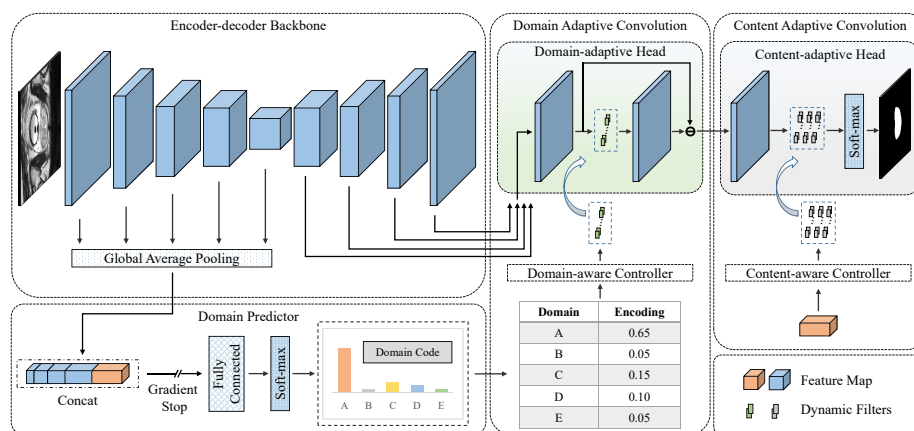 Encoder-decoder Backbone
Global Average Pooling
Domain Predictor
Concat
Gradient
Stop
Fully
Connected
Soft-max
Domain Code
A B C D E
Domain Adaptive Convolution
Domain-adaptive Head
Domain-aware Controller
Domain Encoding
A 0.65
B 0.05
C 0.15
D 0.10
E 0.05
Content Adaptive Convolution
Content-adaptive Head
Soft-max
Content-aware Controller
Feature Map
Dynamic Filters